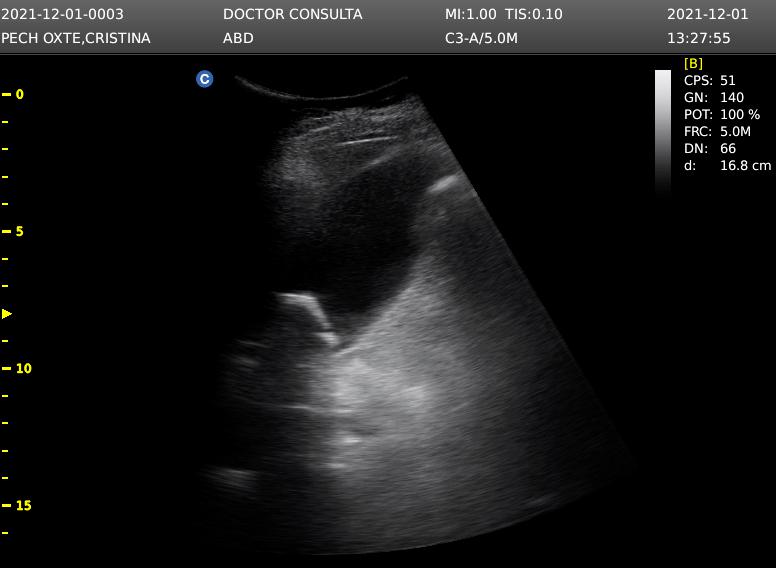 2021-12-01-0003 DOCTOR CONSULTA MI:1.00 TIS:0.10 2021-12-01
PECH OXTE,CRISTINA ABD C3-A/5.0M 13:27:55
[B]
C
CPS: 51
0
GN: 140
POT: 100 %
FRC: 5.0M
DN: 66
d: 16.8 cm
5
10
15